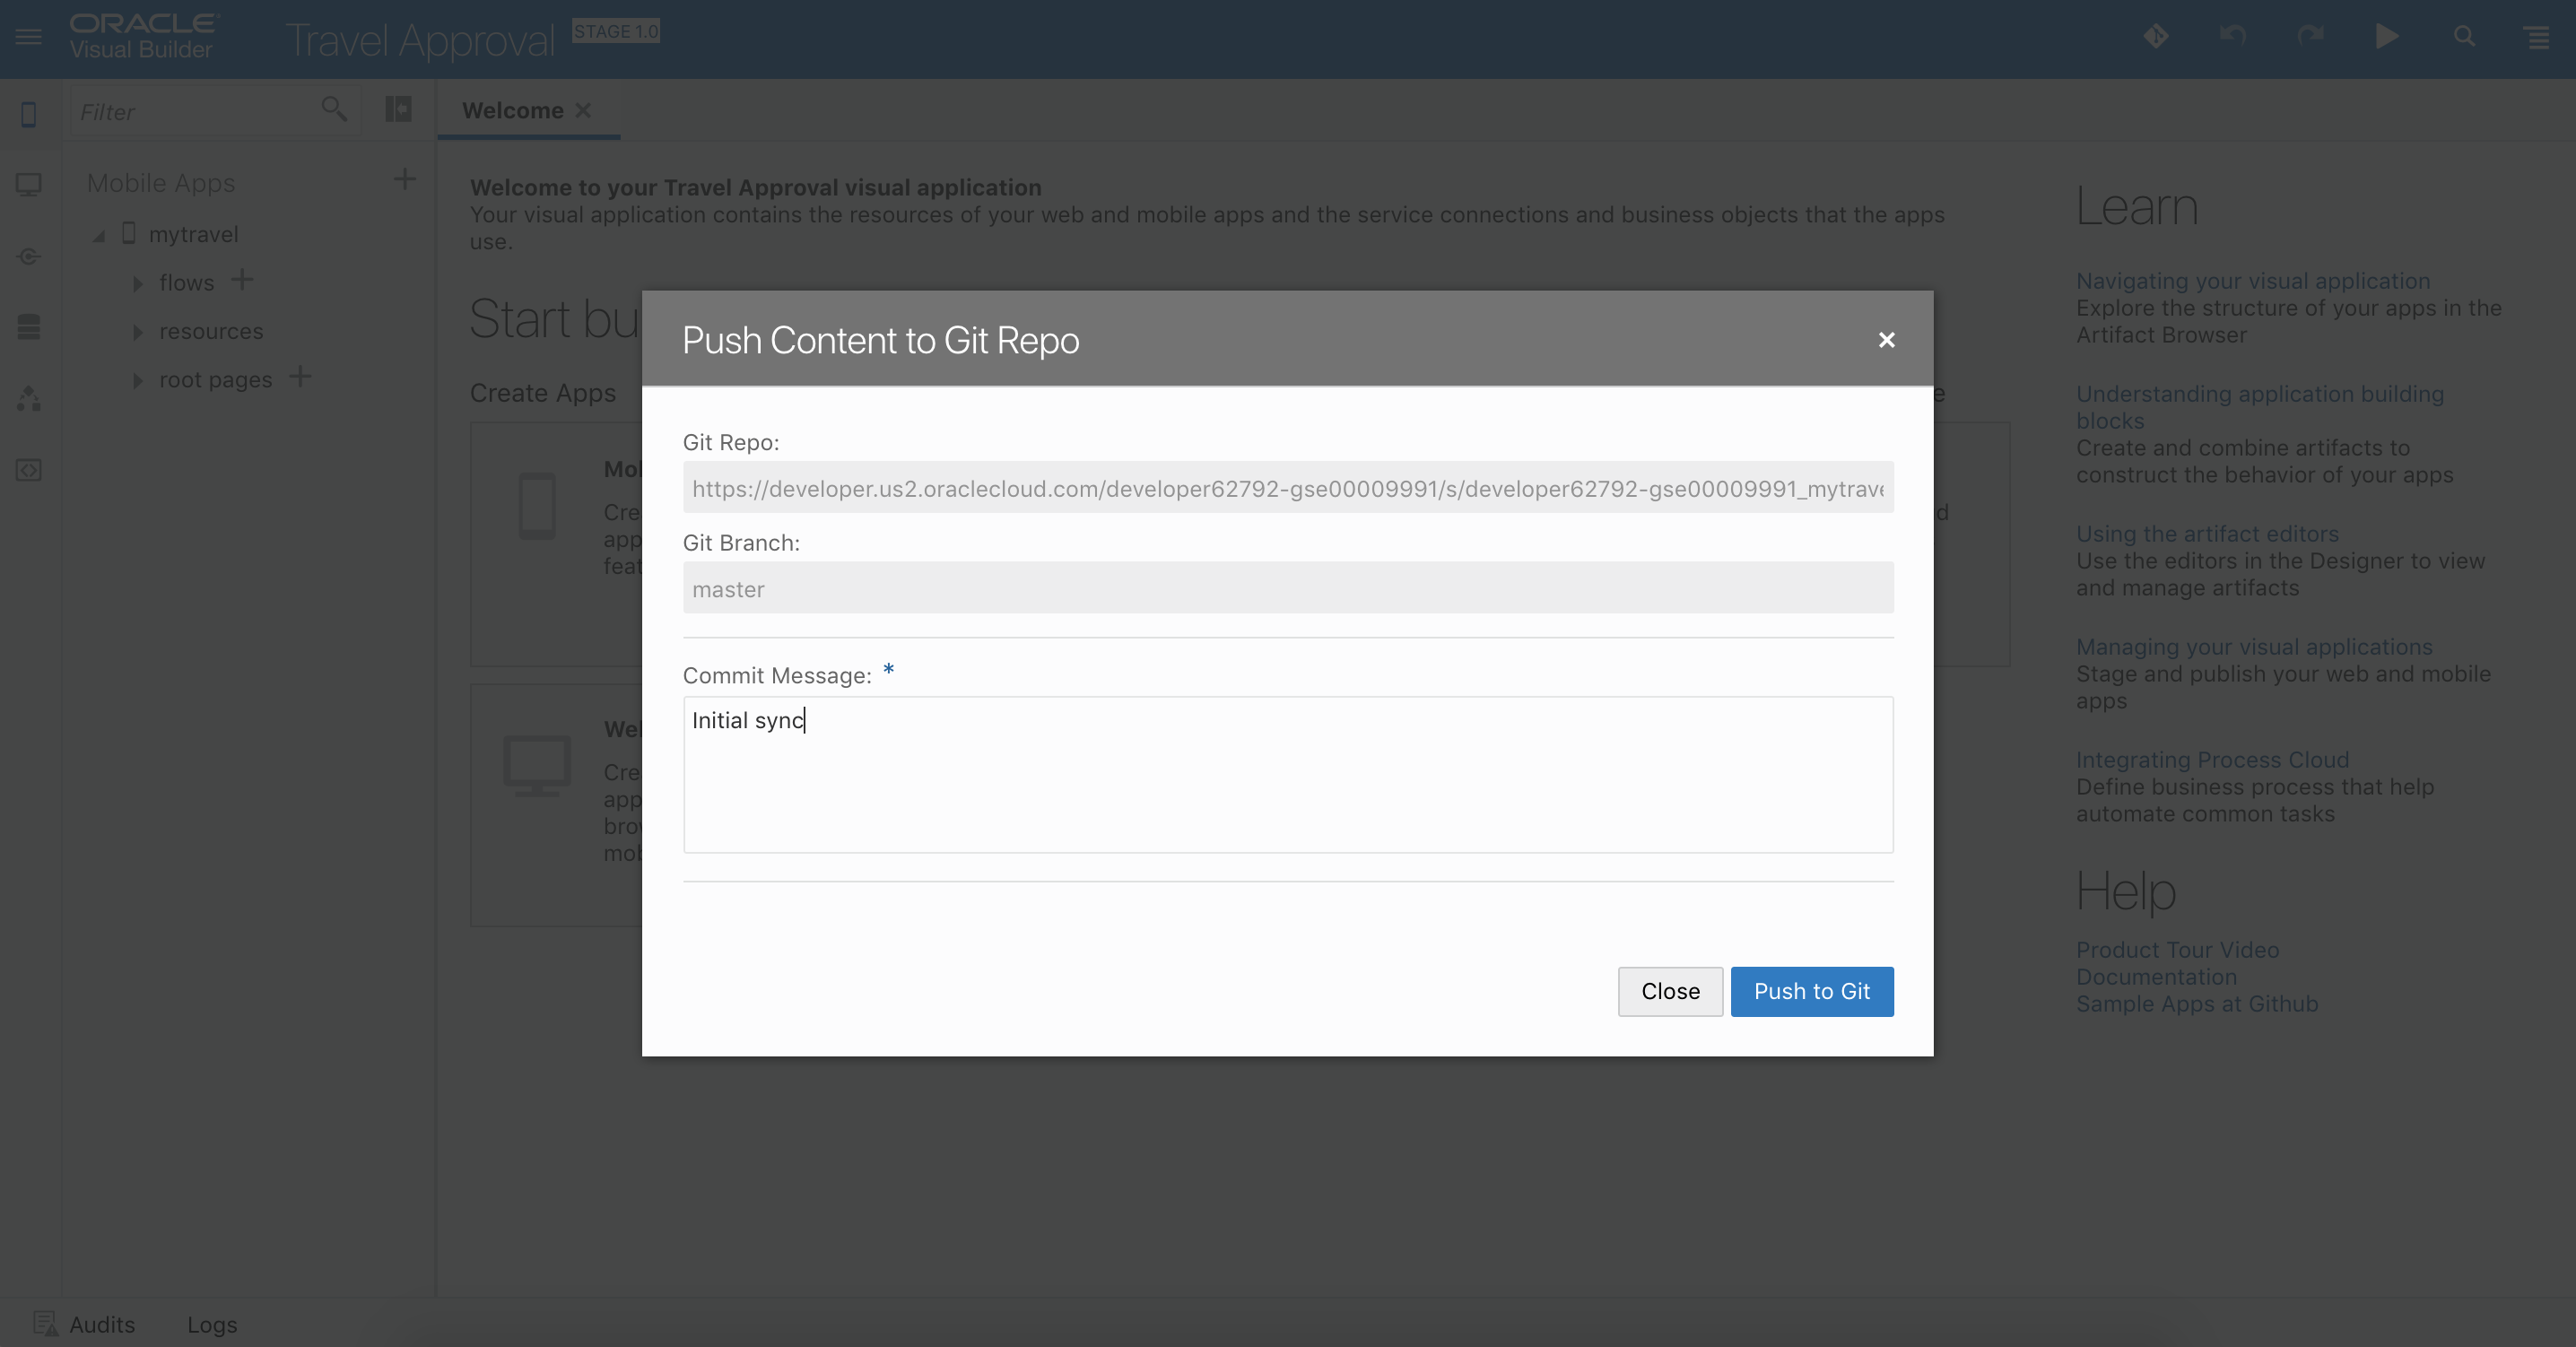 ORACLE
Visual Builder
Travel Approval
STAGE 1.0
Filter
Welcome
Mobile Apps
mytravel
flows
resources
root pages
Welcome to your Travel Approval visual application
Your visual application contains the resources of your web and mobile apps and the service connections and business objects that the apps
use.
Start bu
Create Apps
Mol
Cre
app
feat
Wel
Cre
app
brow
mob
e
d
Push Content to Git Repo
Git Repo:
https://developer.us2.oraclecloud.com/developer62792-gse00009991/s/developer62792-gse00009991_mytrave
Git Branch:
master
Commit Message: *
Initial sync
Close
Push to Git
Learn
Navigating your visual application
Explore the structure of your apps in the
Artifact Browser
Understanding application building
blocks
Create and combine artifacts to
construct the behavior of your apps
Using the artifact editors
Use the editors in the Designer to view
and manage artifacts
Managing your visual applications
Stage and publish your web and mobile
apps
Integrating Process Cloud
Define business process that help
automate common tasks
Help
Product Tour Video
Documentation
Sample Apps at Github
Audits
Logs